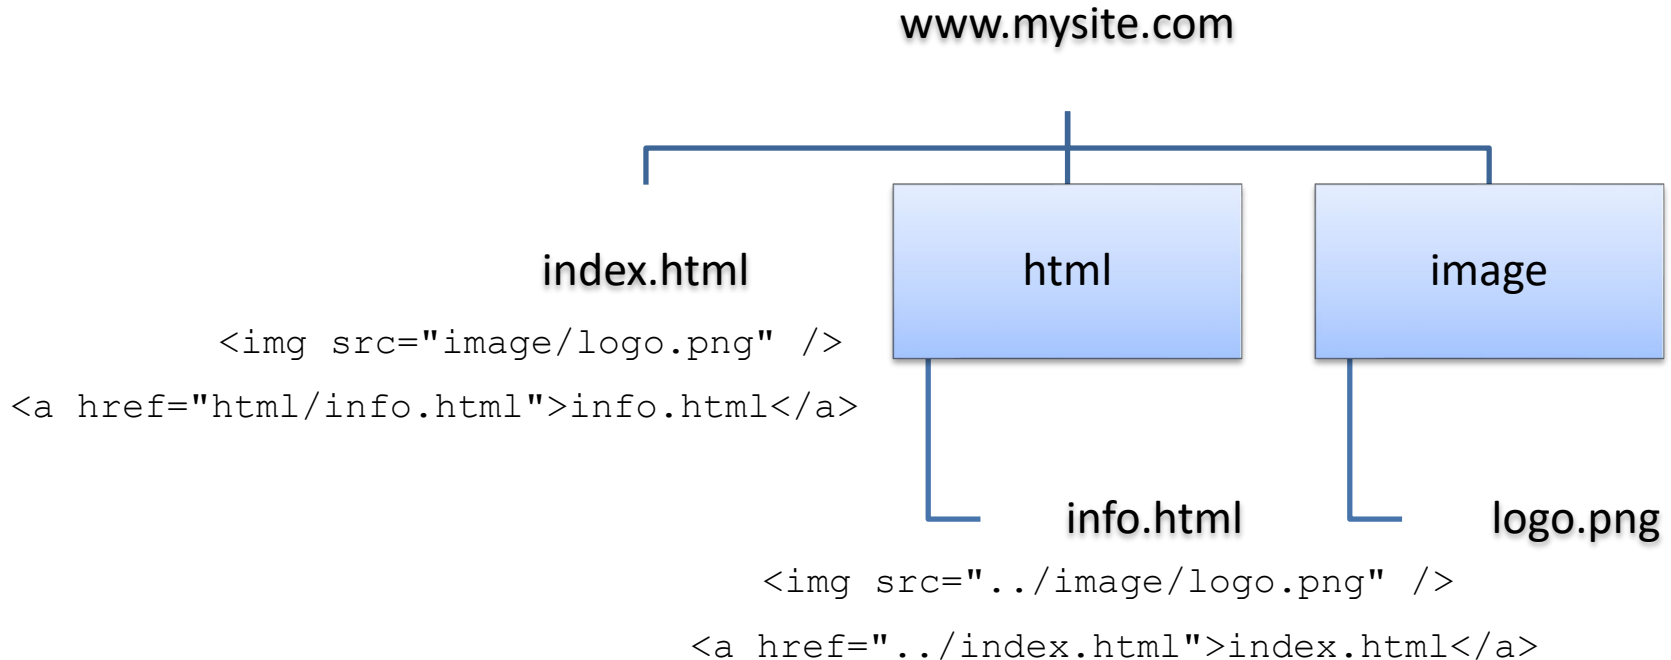 www.mysite.com
index.html
html
image
<img src="image/logo.png" />
<a href="html/info.html">info.html</a>
info.html
logo.png
<img src="../image/logo.png" />
<a href="../index.html">index.html</a>